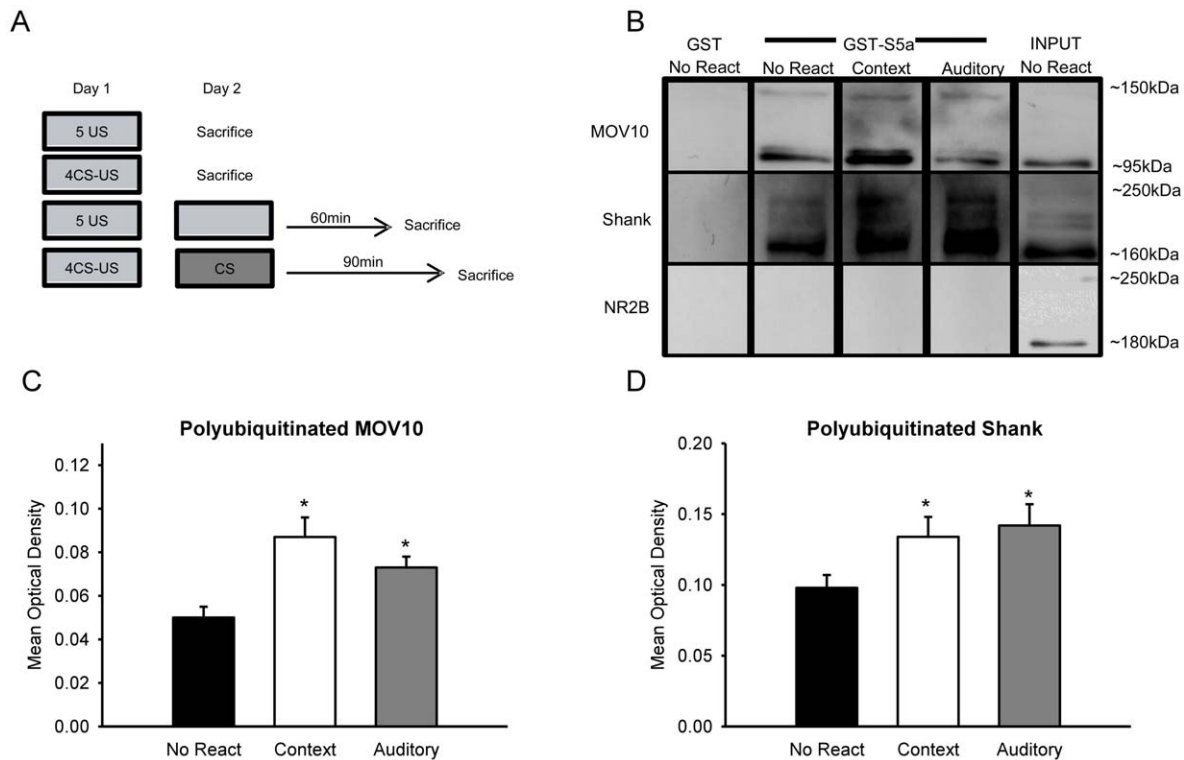 A
Day 1 Day 2
5 US Sacrifice
4CS-US Sacrifice
5 US 60min Sacrifice
4CS-US CS 90min Sacrifice
B
GST GST-S5a INPUT
No React No React Context Auditory No React
MOV10 ~150kDa
~95kDa
Shank ~250kDa
~160kDa
NR2B ~250kDa
~180kDa
C
Polyubiquitinated MOV10
Mean Optical Density
0.12
0.10
0.08
0.06
0.04
0.02
0.00
* *
No React Context Auditory
D
Polyubiquitinated Shank
Mean Optical Density
0.20
0.15
0.10
0.05
0.00
* *
No React Context Auditory